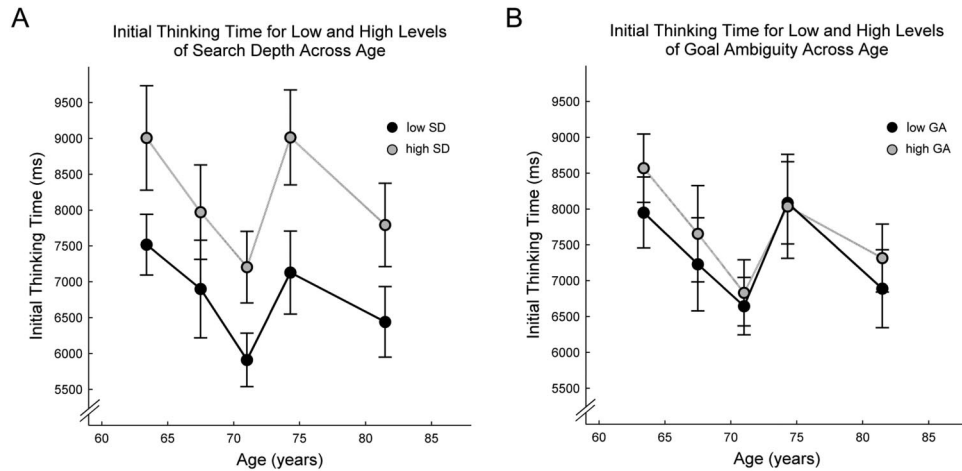 A
Initial Thinking Time for Low and High Levels
of Search Depth Across Age
Initial Thinking Time (ms)
9500
9000
8500
8000
7500
7000
6500
6000
5500
low SD
high SD
60
65
70
75
80
85
Age (years)
B
Initial Thinking Time for Low and High Levels
of Goal Ambiguity Across Age
Initial Thinking Time (ms)
9500
9000
8500
8000
7500
7000
6500
6000
5500
low GA
high GA
60
65
70
75
80
85
Age (years)